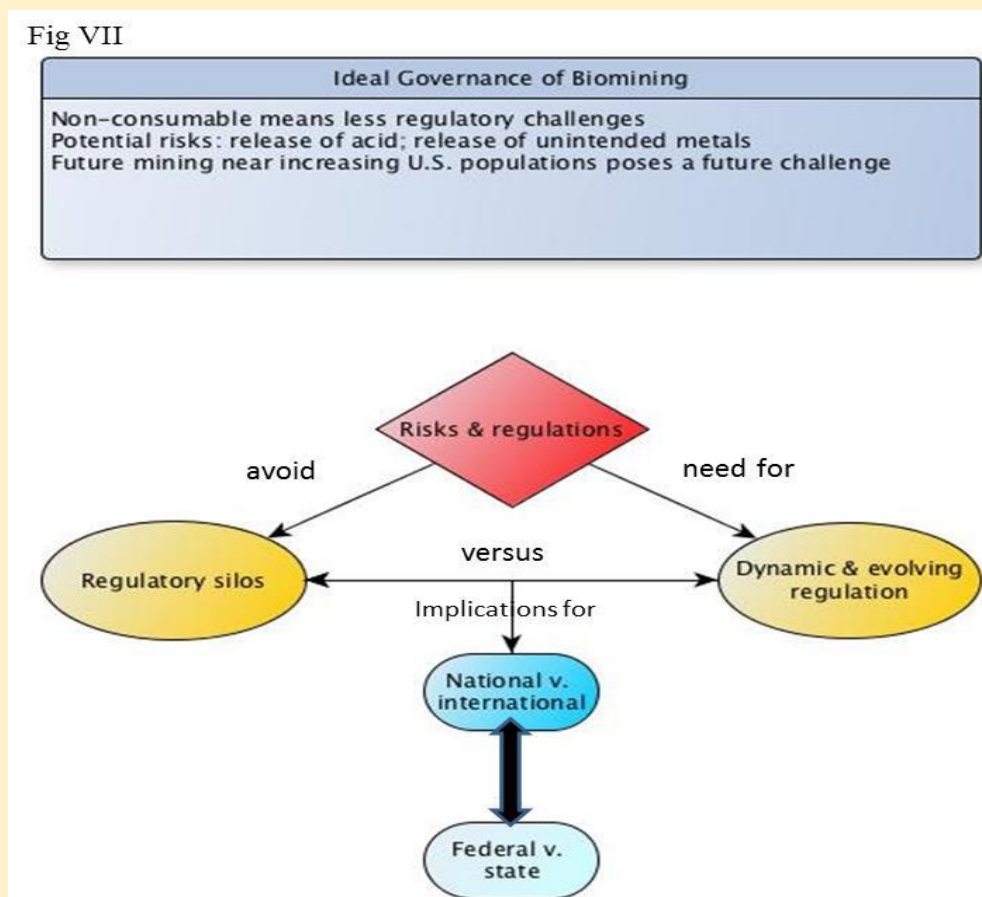 Fig VII
Ideal Governance of Biomining
Non-consumable means less regulatory challenges
Potential risks: release of acid; release of unintended metals
Future mining near increasing U.S. populations poses a future challenge
Risks & regulations
avoid
need for
versus
Regulatory silos
Dynamic & evolving
regulation
Implications for
National v.
international
Federal v.
state